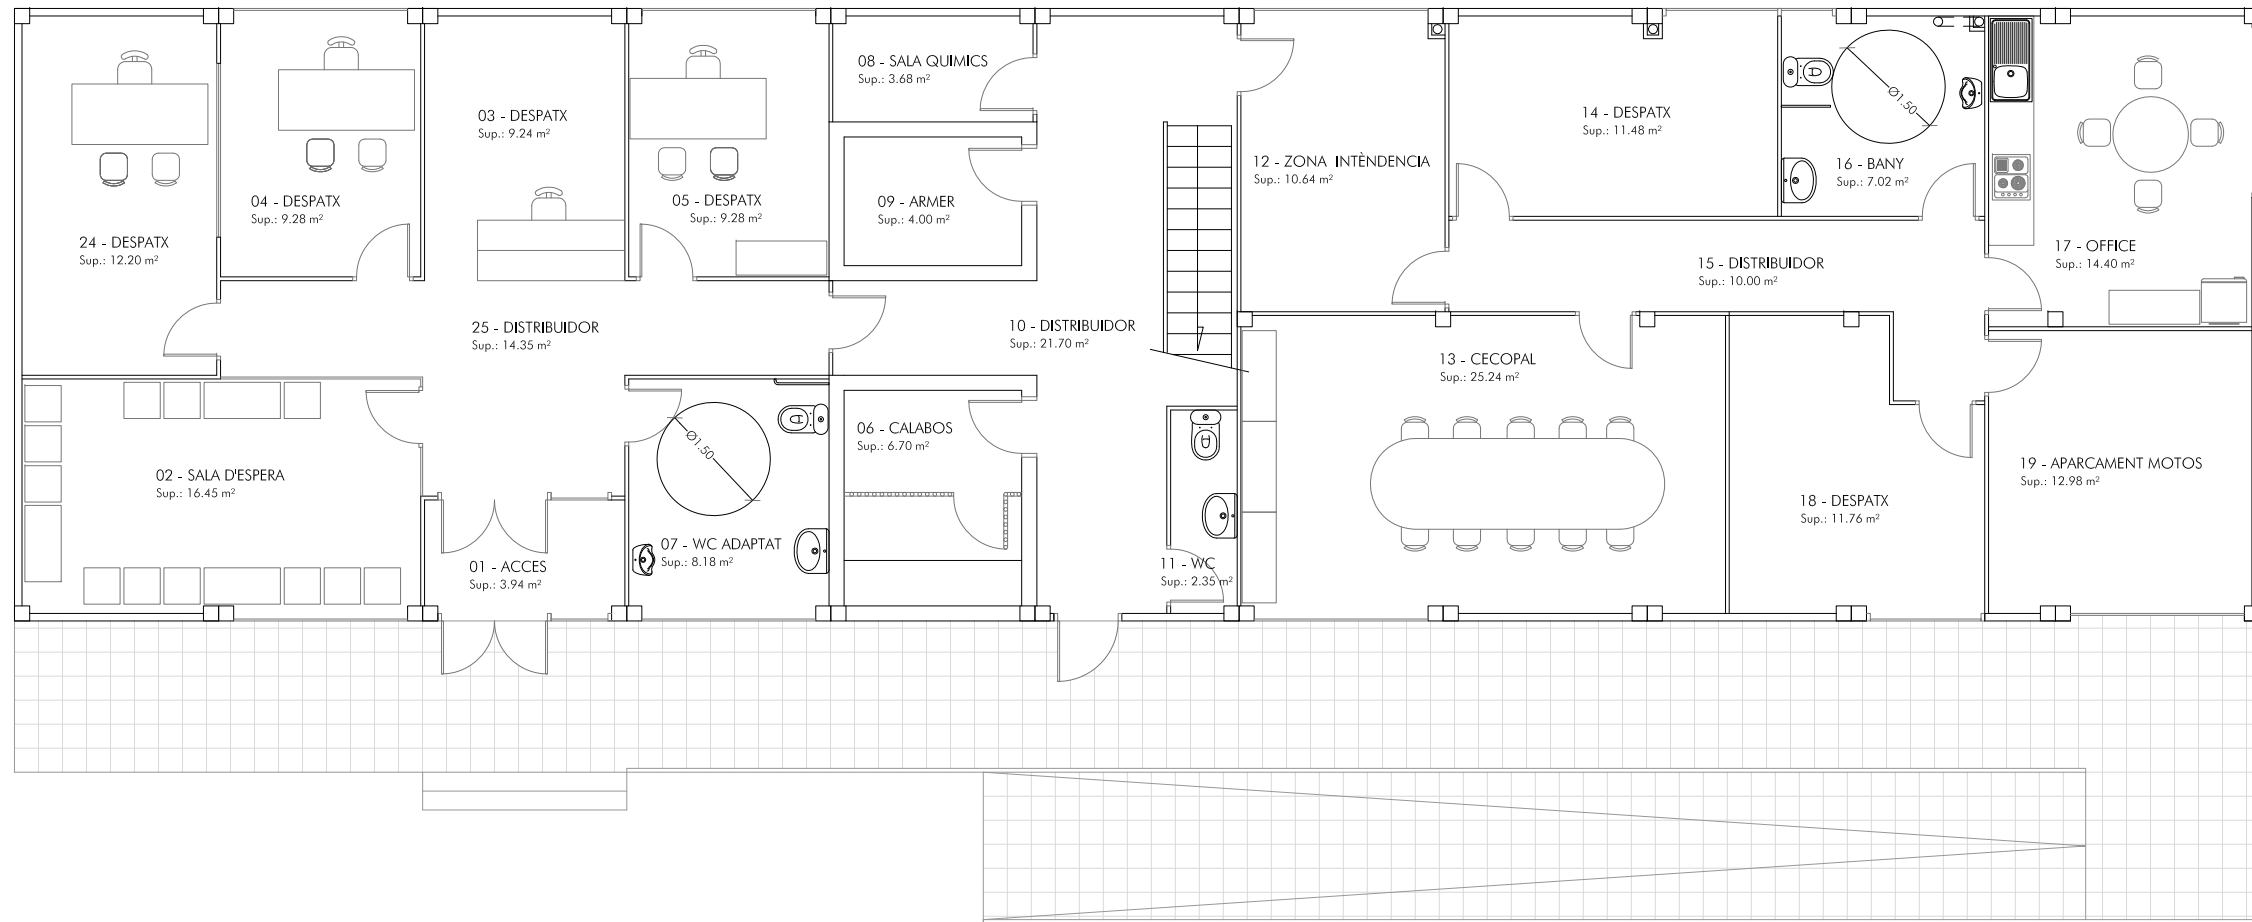 08 - SALA QUIMICS
Sup.: 3.68 m²
03 - DESPATX
Sup.: 9.24 m²
14 - DESPATX
Sup.: 11.48 m²
Ø1.50
12 - ZONA INTÈNDENCIA
Sup.: 10.64 m²
16 - BANY
Sup.: 7.02 m²
04 - DESPATX
Sup.: 9.28 m²
05 - DESPATX
Sup.: 9.28 m²
09 - ARMER
Sup.: 4.00 m²
24 - DESPATX
Sup.: 12.20 m²
17 - OFFICE
Sup.: 14.40 m²
15 - DISTRIBUIDOR
Sup.: 10.00 m²
25 - DISTRIBUIDOR
Sup.: 14.35 m²
10 - DISTRIBUIDOR
Sup.: 21.70 m²
13 - CECOPAL
Sup.: 25.24 m²
06 - CALABOS
Sup.: 6.70 m²
Ø1.50
02 - SALA D'ESPERA
Sup.: 16.45 m²
19 - APARCAMENT MOTOS
Sup.: 12.98 m²
18 - DESPATX
Sup.: 11.76 m²
07 - WC ADAPTAT
Sup.: 8.18 m²
01 - ACCES
Sup.: 3.94 m²
11 - WC
Sup.: 2.35 m²